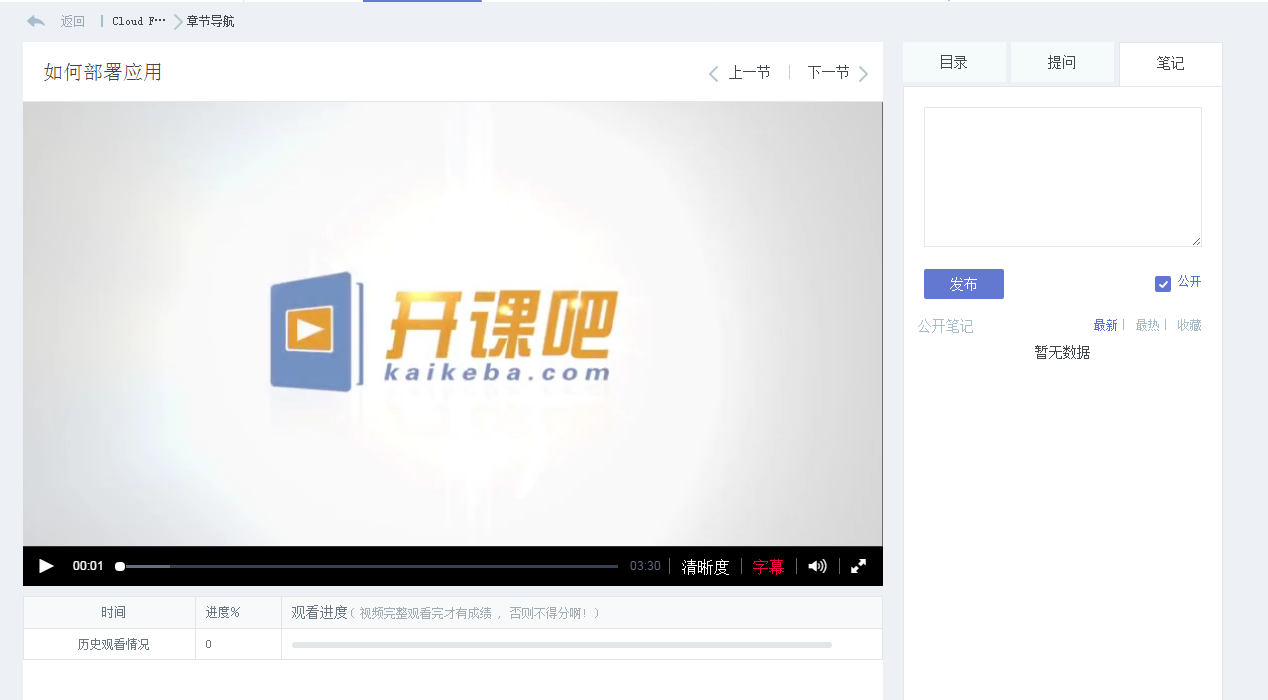 返回 | Cloud F··· 章节导航
如何部署应用
上一节 | 下一节
开课吧
kaikeba.com
00:01
03:30
清晰度
字幕
时间 进度% 观看进度（视频完整观看完才有成绩，否则不得分啊！）
历史观看情况 0
目录 提问 笔记
发布
公开
公开笔记
最新 | 最热 | 收藏
暂无数据